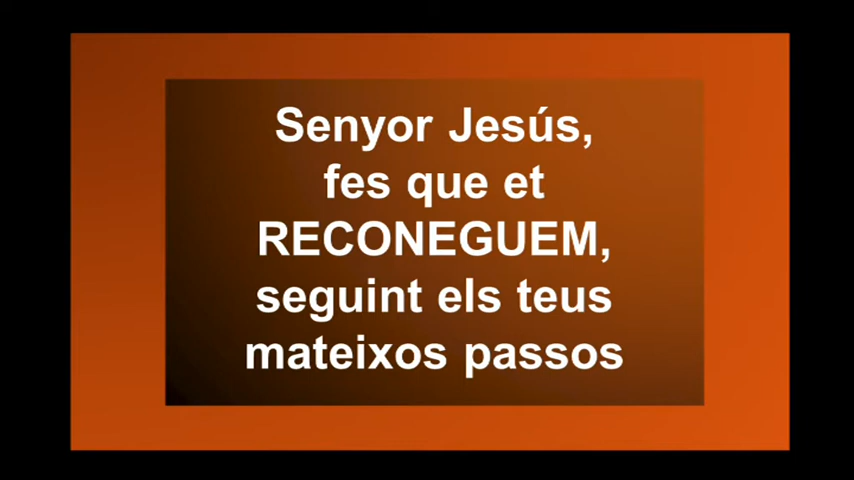 Senyor Jesús,
fes que et
RECONEGUEM,
seguint els teus
mateixos passos